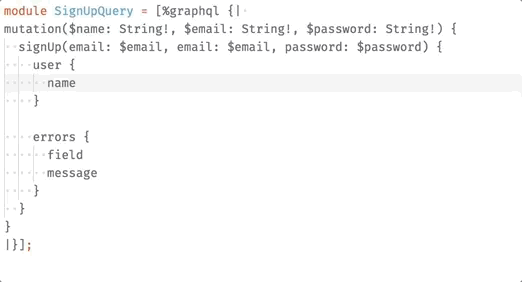 module SignUpQuery = [%graphql {|
mutation($name: String!, $email: String!, $password: String!) {
  signUp(email: $email, email: $email, password: $password) {
    user {
      name
    }

    errors {
      field
      message
    }
  }
}
|}];